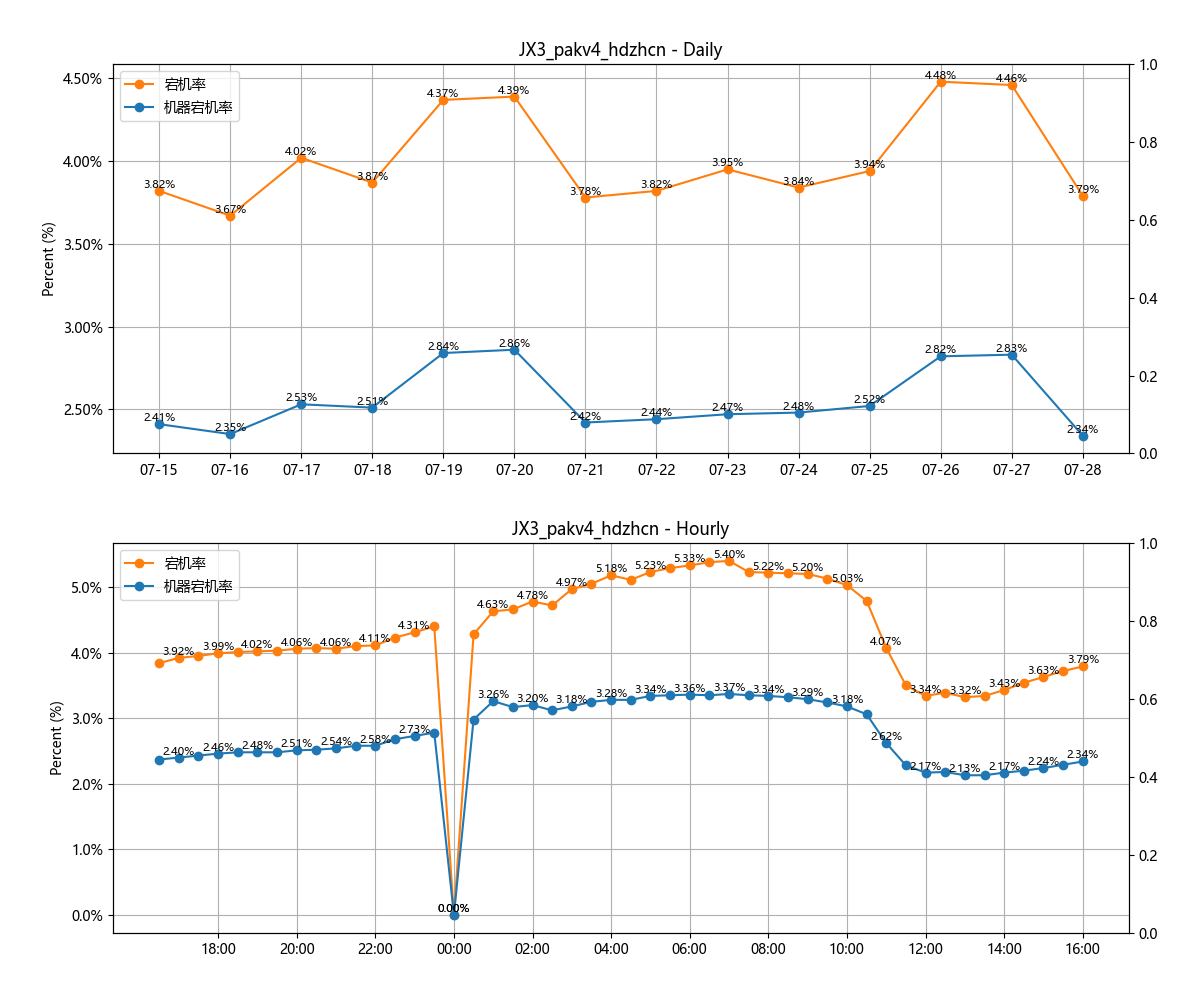 JX3_pakv4_hdzhcn - Daily
宕机率
机器宕机率
Percent (%)
4.50%
4.00%
3.50%
3.00%
2.50%
1.0
0.8
0.6
0.4
0.2
0.0
3.82% 3.67% 4.02% 3.87% 4.37% 4.39% 3.78% 3.82% 3.95% 3.84% 3.94% 4.48% 4.46% 3.79%
2.41% 2.35% 2.53% 2.51% 2.84% 2.86% 2.42% 2.44% 2.47% 2.48% 2.52% 2.82% 2.83% 2.34%
07-15 07-16 07-17 07-18 07-19 07-20 07-21 07-22 07-23 07-24 07-25 07-26 07-27 07-28
JX3_pakv4_hdzhcn - Hourly
宕机率
机器宕机率
Percent (%)
5.0%
4.0%
3.0%
2.0%
1.0%
0.0%
1.0
0.8
0.6
0.4
0.2
0.0
3.92% 3.99% 4.02% 4.06% 4.06% 4.11% 4.31% 0.00% 4.63% 4.78% 4.97% 5.18% 5.23% 5.33% 5.40% 5.22% 5.20% 5.03% 4.07% 3.34% 3.32% 3.43% 3.63% 3.79%
2.40% 2.46% 2.48% 2.51% 2.54% 2.58% 2.73% 0.00% 3.26% 3.20% 3.18% 3.28% 3.34% 3.36% 3.37% 3.34% 3.29% 3.18% 2.62% 2.17% 2.13% 2.17% 2.24% 2.34%
18:00 20:00 22:00 00:00 02:00 04:00 06:00 08:00 10:00 12:00 14:00 16:00